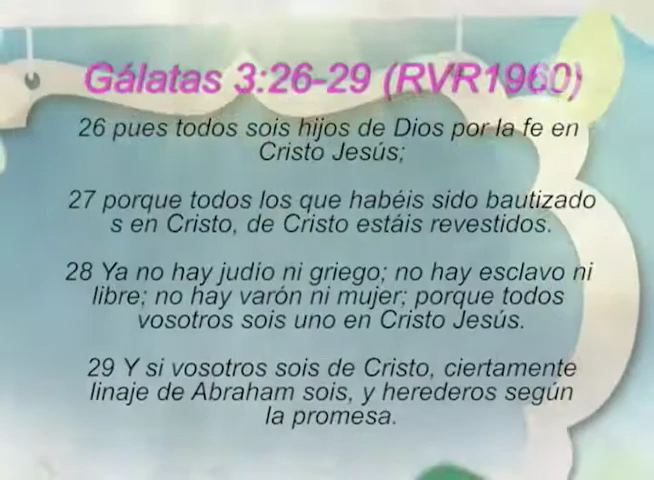 Gálatas 3:26-29 (RVR1960)
26 pues todos sois hijos de Dios por la fe en
Cristo Jesús;
27 porque todos los que habéis sido bautizado
s en Cristo, de Cristo estáis revestidos.
28 Ya no hay judío ni griego; no hay esclavo ni
libre; no hay varón ni mujer; porque todos
vosotros sois uno en Cristo Jesús.
29 Y si vosotros sois de Cristo, ciertamente
linaje de Abraham sois, y herederos según
la promesa.